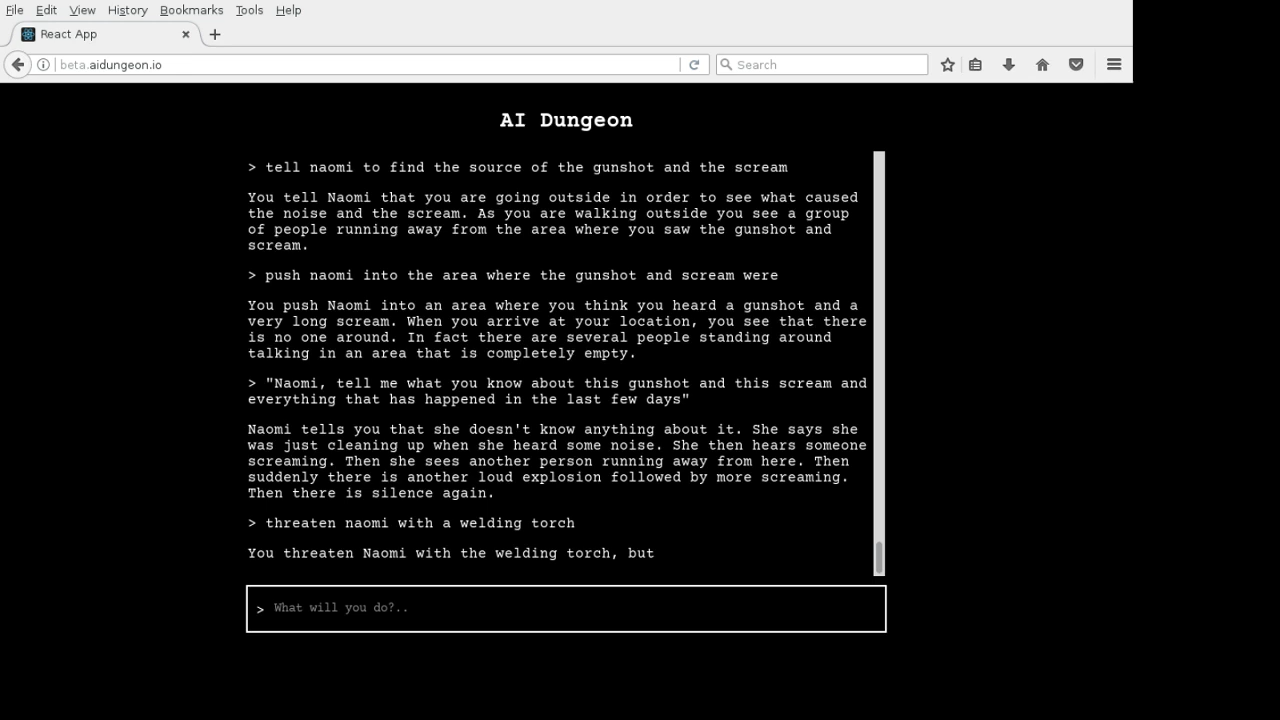 File Edit View History Bookmarks Tools Help
React App
beta.aidungeon.io
Search
AI Dungeon
> tell naomi to find the source of the gunshot and the scream
You tell Naomi that you are going outside in order to see what caused
the noise and the scream. As you are walking outside you see a group
of people running away from the area where you saw the gunshot and
scream.
> push naomi into the area where the gunshot and scream were
You push Naomi into an area where you think you heard a gunshot and a
very long scream. When you arrive at your location, you see that there
is no one around. In fact there are several people standing around
talking in an area that is completely empty.
> "Naomi, tell me what you know about this gunshot and this scream and
everything that has happened in the last few days"
Naomi tells you that she doesn't know anything about it. She says she
was just cleaning up when she heard some noise. She then hears someone
screaming. Then she sees another person running away from here. Then
suddenly there is another loud explosion followed by more screaming.
Then there is silence again.
> threaten naomi with a welding torch
You threaten Naomi with the welding torch, but
> What will you do?..